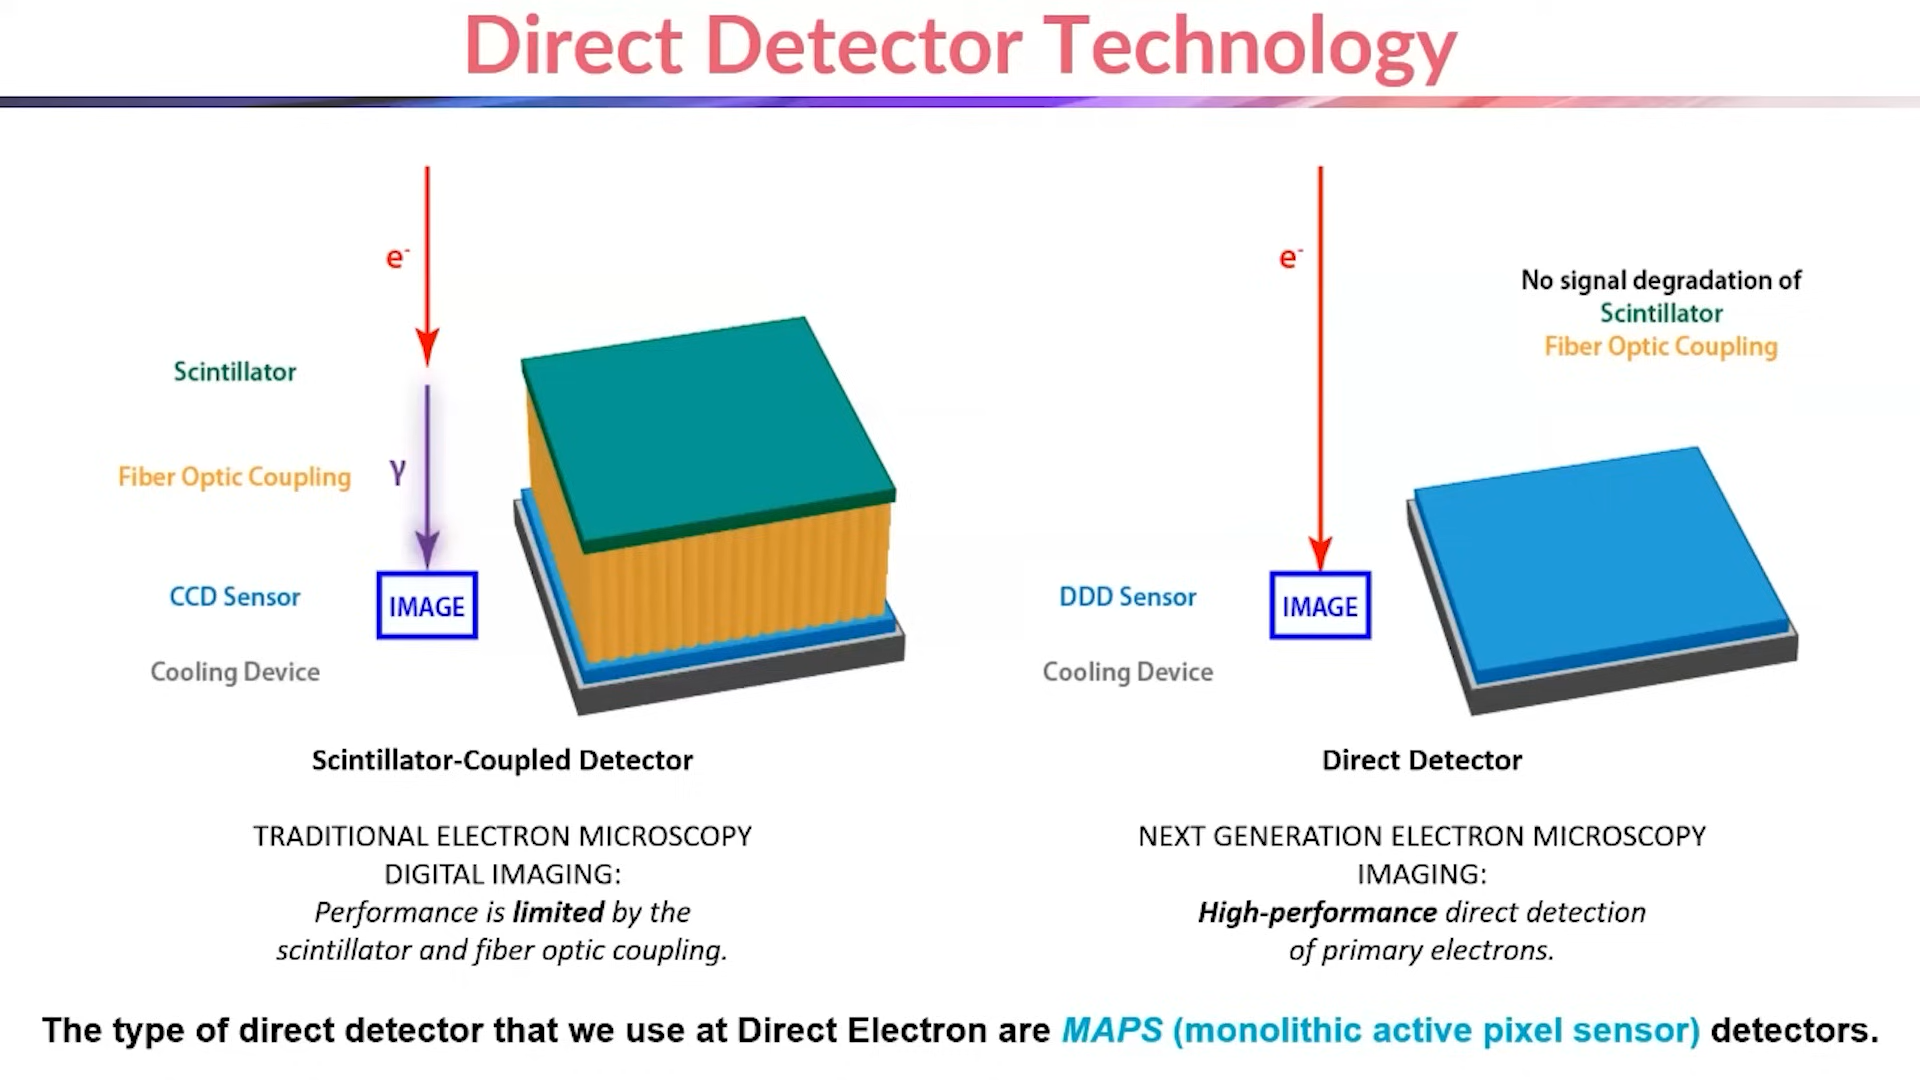 Direct Detector Technology
e-
Scintillator
Fiber Optic Coupling
γ
CCD Sensor
IMAGE
Cooling Device
Scintillator-Coupled Detector
TRADITIONAL ELECTRON MICROSCOPY
DIGITAL IMAGING:
Performance is limited by the
scintillator and fiber optic coupling.
e-
No signal degradation of
Scintillator
Fiber Optic Coupling
DDD Sensor
IMAGE
Cooling Device
Direct Detector
NEXT GENERATION ELECTRON MICROSCOPY
IMAGING:
High-performance direct detection
of primary electrons.
The type of direct detector that we use at Direct Electron are MAPS (monolithic active pixel sensor) detectors.